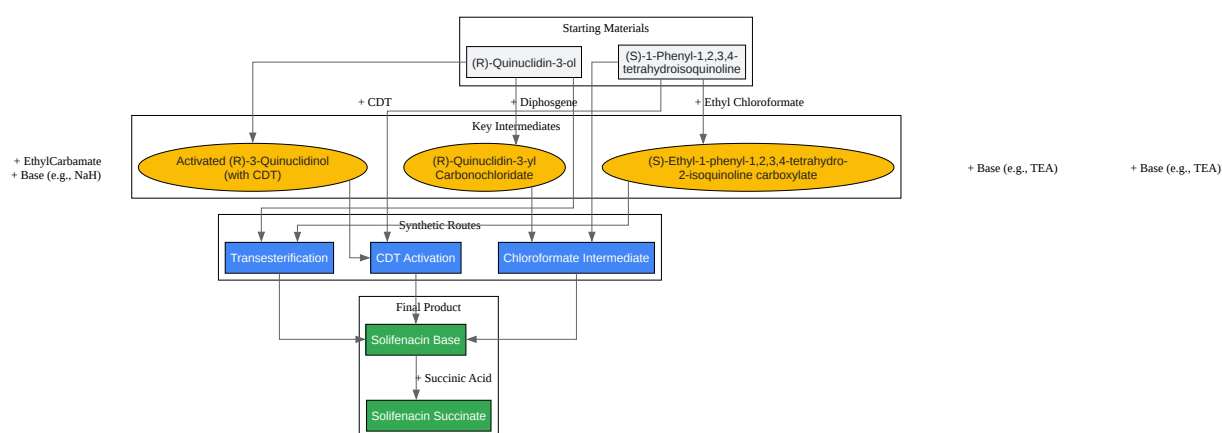 Starting Materials
(R)-Quinuclidin-3-ol
(S)-1-Phenyl-1,2,3,4-
tetrahydroisoquinoline
+ CDT
+ Diphosgene
+ Ethyl Chloroformate
Key Intermediates
+ EthylCarbamate
+ Base (e.g., NaH)
Activated (R)-3-Quinuclidinol
(with CDT)
(R)-Quinuclidin-3-yl
Carbonochloridate
(S)-Ethyl-1-phenyl-1,2,3,4-tetrahydro-
2-isoquinoline carboxylate
+ Base (e.g., TEA)
+ Base (e.g., TEA)
Synthetic Routes
Transesterification
CDT Activation
Chloroformate Intermediate
Final Product
Solifenacin Base
+ Succinic Acid
Solifenacin Succinate